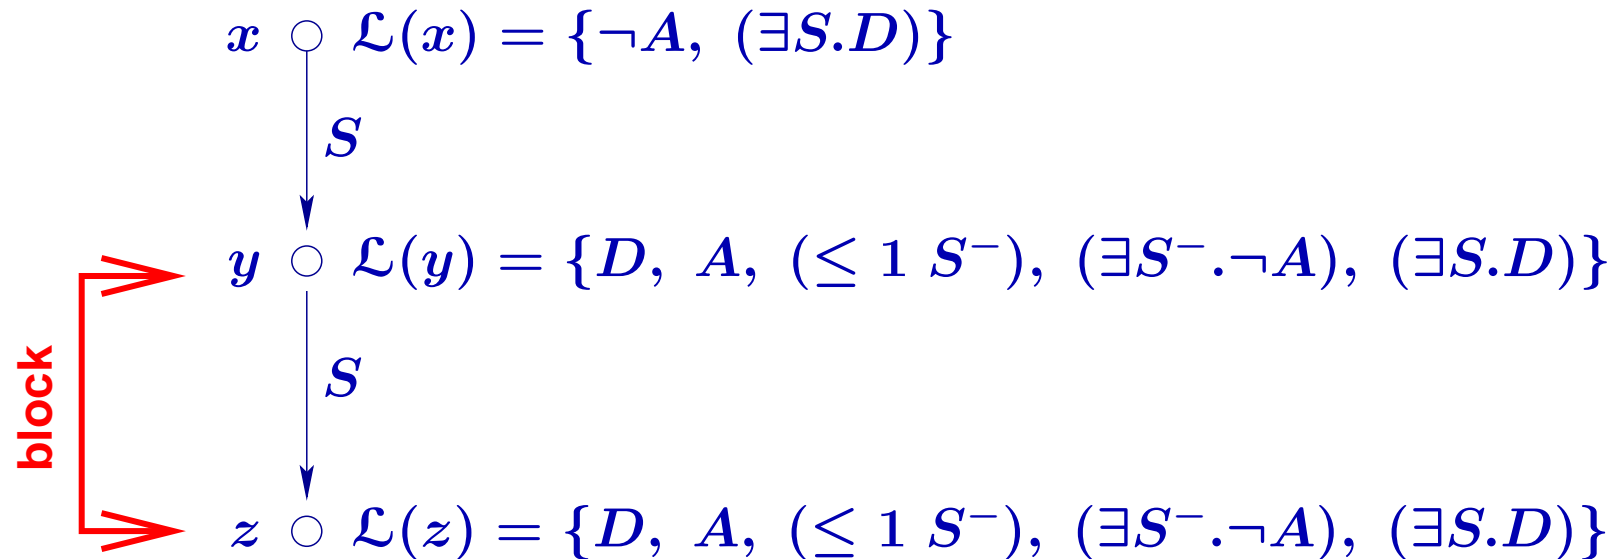 x ℒ(x) = {¬A, (∃S.D)}
S
y ℒ(y) = {D, A, (≤ 1 S⁻), (∃S⁻.¬A), (∃S.D)}
block
S
z ℒ(z) = {D, A, (≤ 1 S⁻), (∃S⁻.¬A), (∃S.D)}